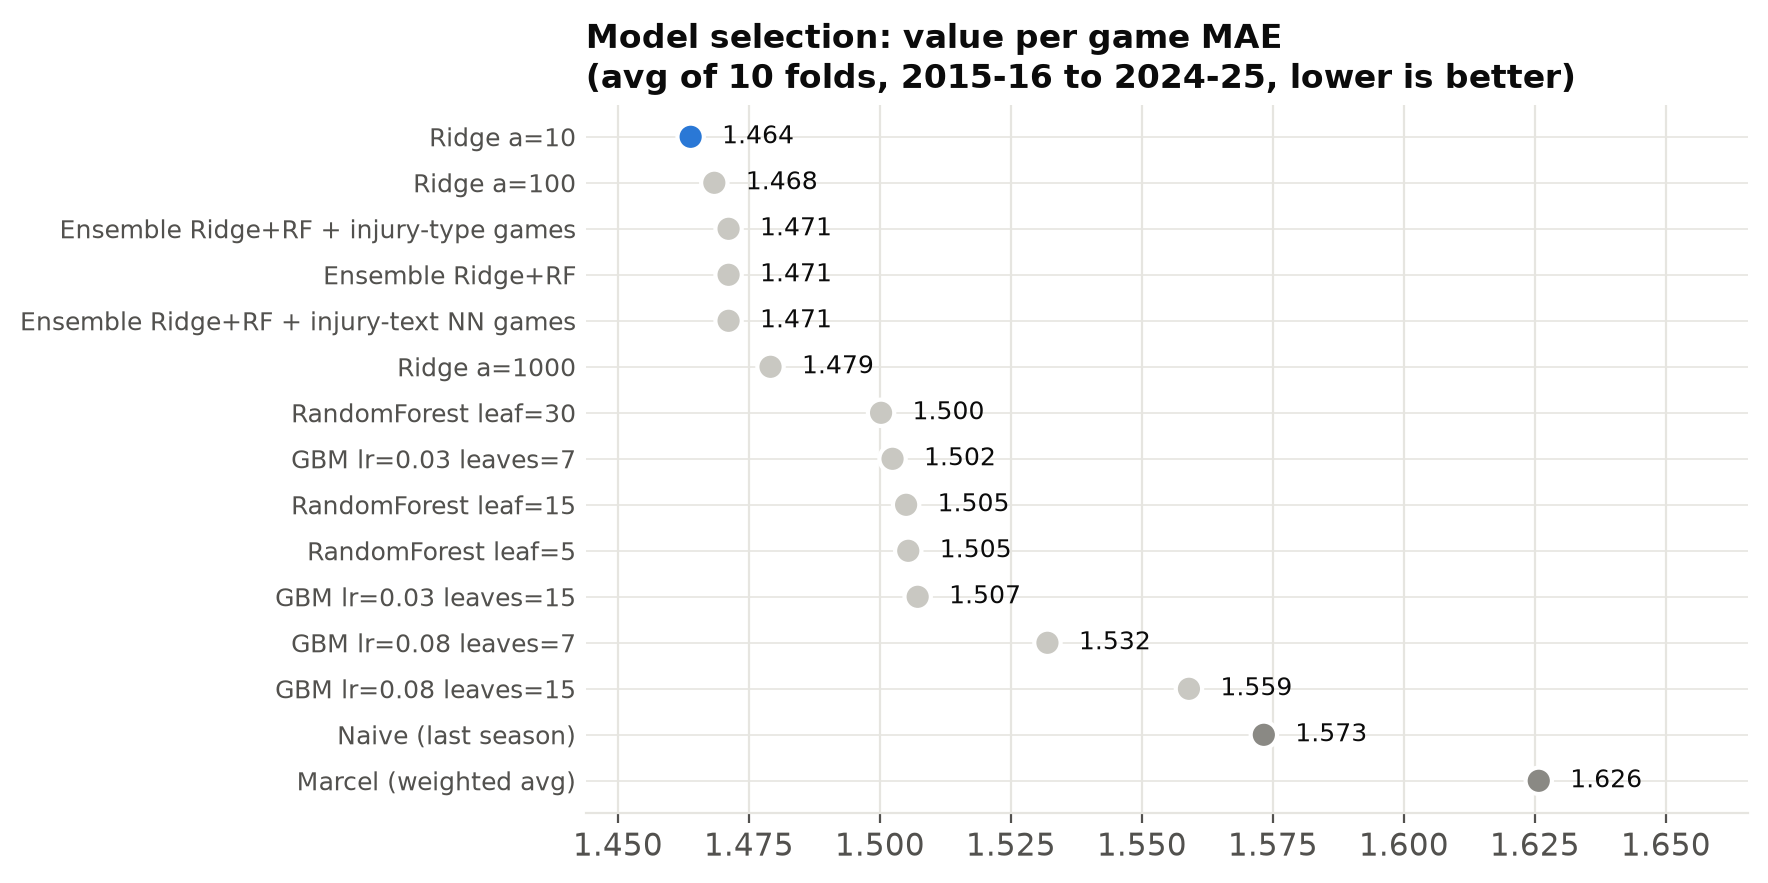 Model selection: value per game MAE
(avg of 10 folds, 2015-16 to 2024-25, lower is better)
Ridge a=10 1.464
Ridge a=100 1.468
Ensemble Ridge+RF + injury-type games 1.471
Ensemble Ridge+RF 1.471
Ensemble Ridge+RF + injury-text NN games 1.471
Ridge a=1000 1.479
RandomForest leaf=30 1.500
GBM lr=0.03 leaves=7 1.502
RandomForest leaf=15 1.505
RandomForest leaf=5 1.505
GBM lr=0.03 leaves=15 1.507
GBM lr=0.08 leaves=7 1.532
GBM lr=0.08 leaves=15 1.559
Naive (last season) 1.573
Marcel (weighted avg) 1.626
1.450 1.475 1.500 1.525 1.550 1.575 1.600 1.625 1.650